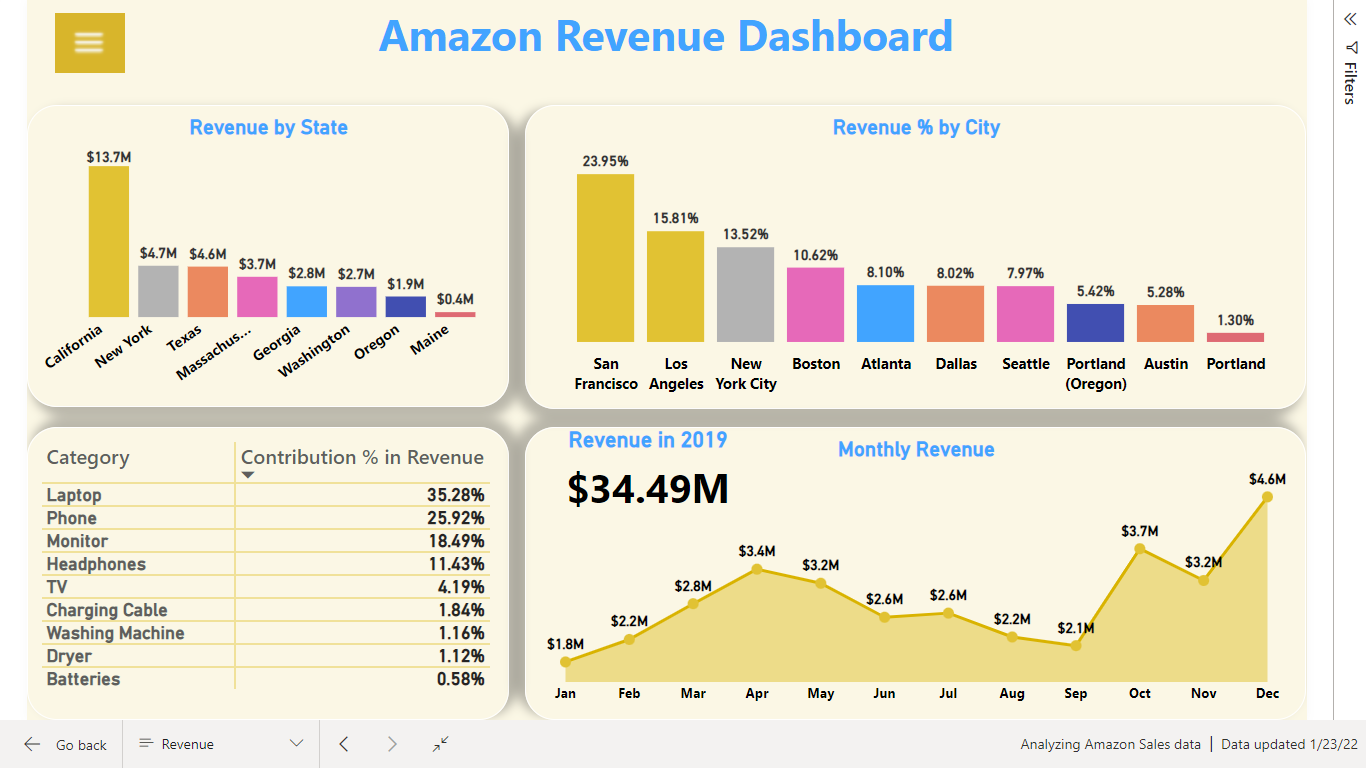 Amazon Revenue Dashboard
Filters
Revenue by State
$13.7M
$4.7M
$4.6M
$3.7M
$2.8M
$2.7M
$1.9M
$0.4M
California
New York
Texas
Massachus...
Georgia
Washington
Oregon
Maine
Revenue % by City
23.95%
15.81%
13.52%
10.62%
8.10%
8.02%
7.97%
5.42%
5.28%
1.30%
San
Francisco
Los
Angeles
New
York City
Boston
Atlanta
Dallas
Seattle
Portland
(Oregon)
Austin
Portland
Category Contribution % in Revenue
Laptop 35.28%
Phone 25.92%
Monitor 18.49%
Headphones 11.43%
TV 4.19%
Charging Cable 1.84%
Washing Machine 1.16%
Dryer 1.12%
Batteries 0.58%
Revenue in 2019
$34.49M
Monthly Revenue
$1.8M
$2.2M
$2.8M
$3.4M
$3.2M
$2.6M
$2.6M
$2.2M
$2.1M
$3.7M
$3.2M
$4.6M
Jan Feb Mar Apr May Jun Jul Aug Sep Oct Nov Dec
Go back
Revenue
Analyzing Amazon Sales data | Data updated 1/23/22